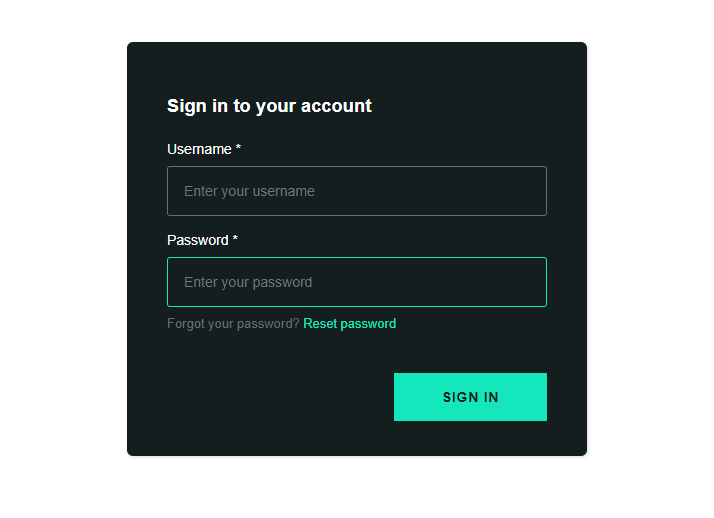 Sign in to your account
Username *
Enter your username
Password *
Enter your password
Forgot your password? Reset password
SIGN IN